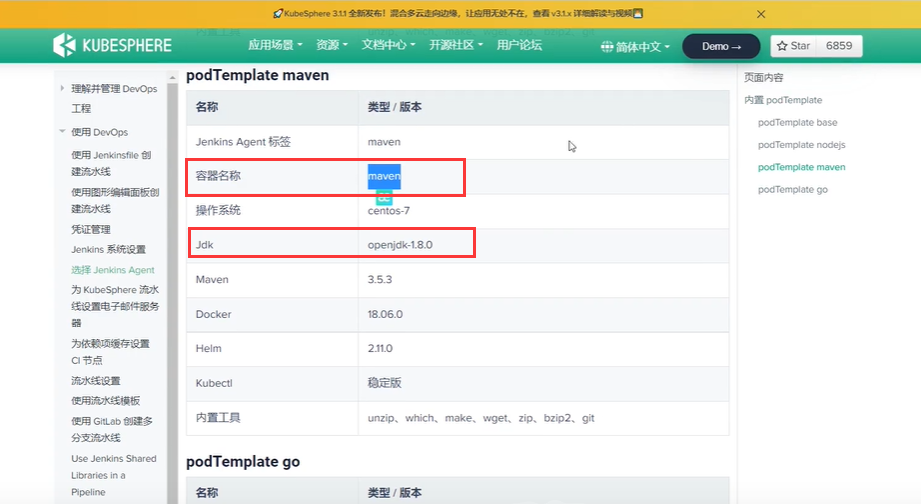 🚀KubeSphere 3.1.1 全新发布！混合多云走向边缘，让应用无处不在，查看 v3.1.x 详细解读与视频
KUBESPHERE
应用场景
资源
文档中心
开源社区
用户论坛
简体中文
Demo →
Star
6859
理解并管理 DevOps
工程
使用 DevOps
使用 Jenkinsfile 创
建流水线
使用图形编辑面板创
建流水线
凭证管理
Jenkins 系统设置
选择 Jenkins Agent
为 KubeSphere 流水
线设置电子邮件服务
器
为依赖项缓存设置
CI 节点
流水线设置
使用流水线模板
使用 GitLab 创建多
分支流水线
Use Jenkins Shared
Libraries in a
Pipeline
podTemplate maven
名称 类型 / 版本
Jenkins Agent 标签 maven
容器名称 maven
操作系统 centos-7
Jdk openjdk-1.8.0
Maven 3.5.3
Docker 18.06.0
Helm 2.11.0
Kubectl 稳定版
内置工具 unzip、which、make、wget、zip、bzip2、git
podTemplate go
名称 类型 / 版本
页面内容
内置 podTemplate
podTemplate base
podTemplate nodejs
podTemplate maven
podTemplate go